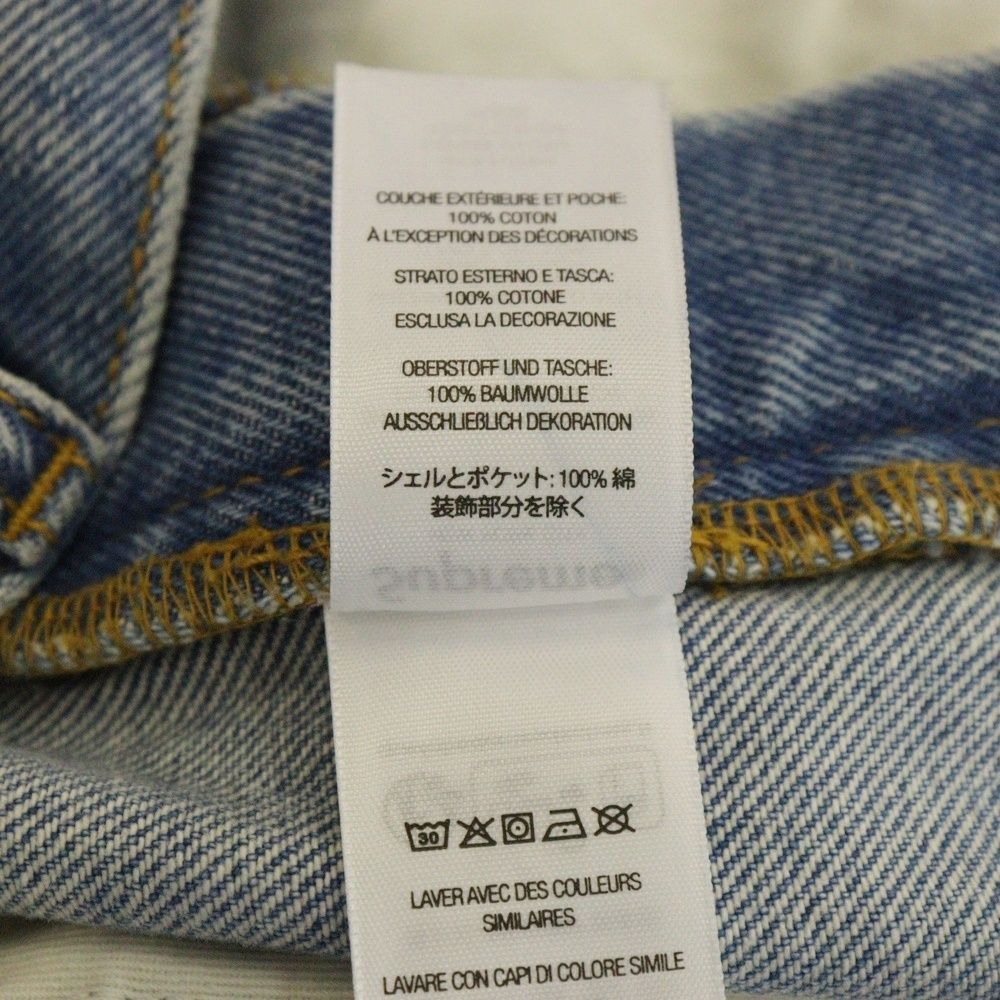 COUCHE EXTÉRIEURE ET POCHE:
100% COTON
À L'EXCEPTION DES DÉCORATIONS
STRATO ESTERNO E TASCA:
100% COTONE
ESCLUSA LA DECORAZIONE
OBERSTOFF UND TASCHE:
100% BAUMWOLLE
AUSSCHLIEßLICH DEKORATION
シェルとポケット: 100% 綿
装飾部分を除く
Supreme
30
LAVER AVEC DES COULEURS
SIMILAIRES
LAVARE CON CAPI DI COLORE SIMILE